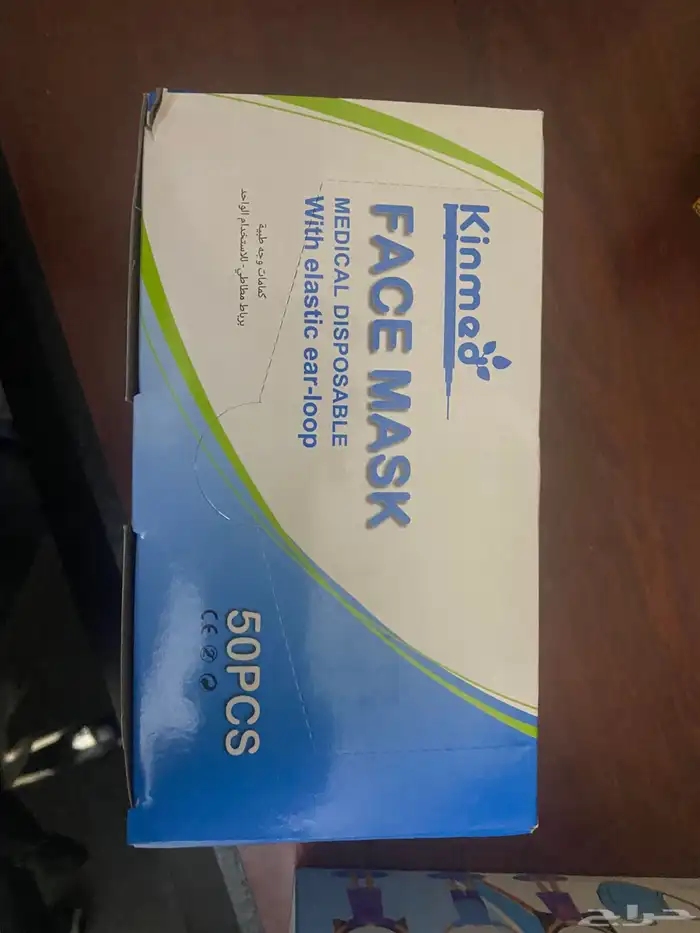 Kinmed
FACE MASK
MEDICAL DISPOSABLE
With elastic ear-loop
كمامات وجه طبية
برباط مطاطي - للاستخدام الواحد
50PCS
CE
حراج